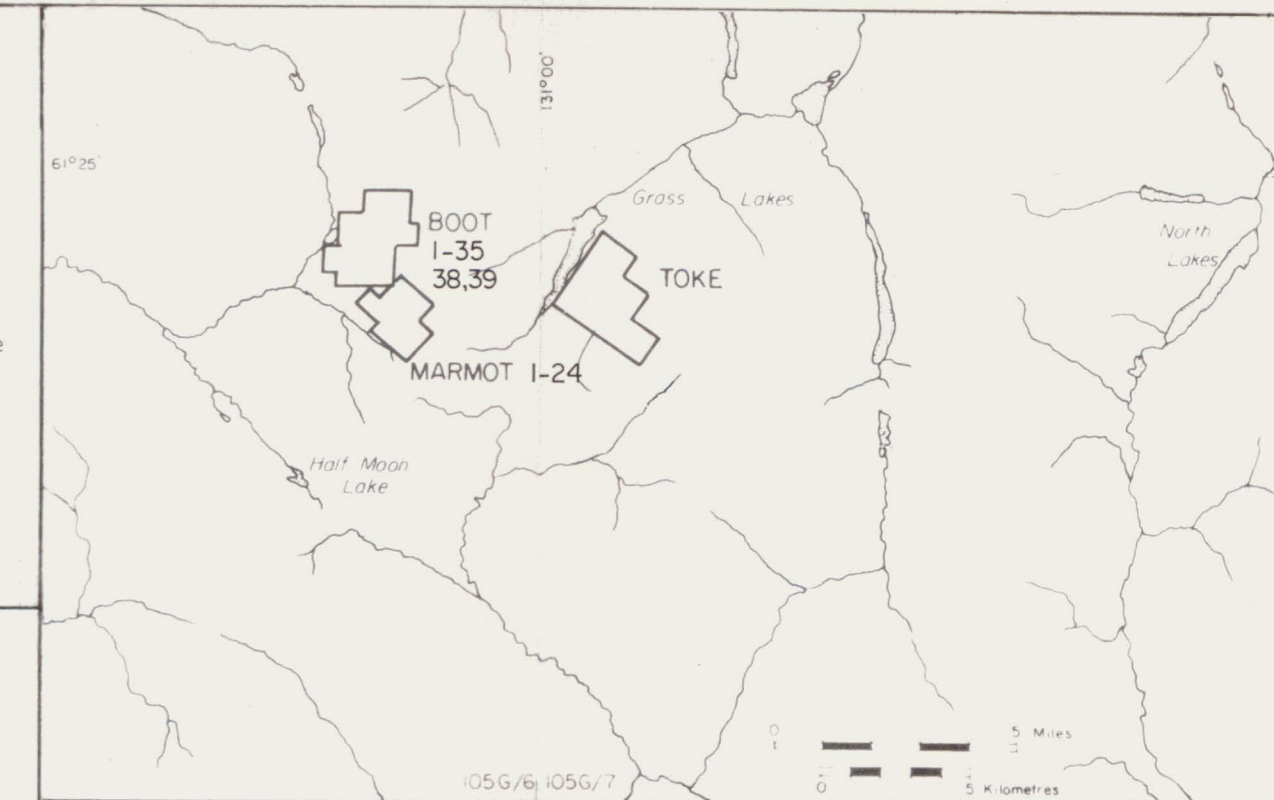 131°00'
61°25'
Grass Lakes
BOOT
1-35
38,39
North
Lakes
TOKE
MARMOT 1-24
Half Moon
Lake
0
5 Miles
105G/6 105G/7
0
5 Kilometres